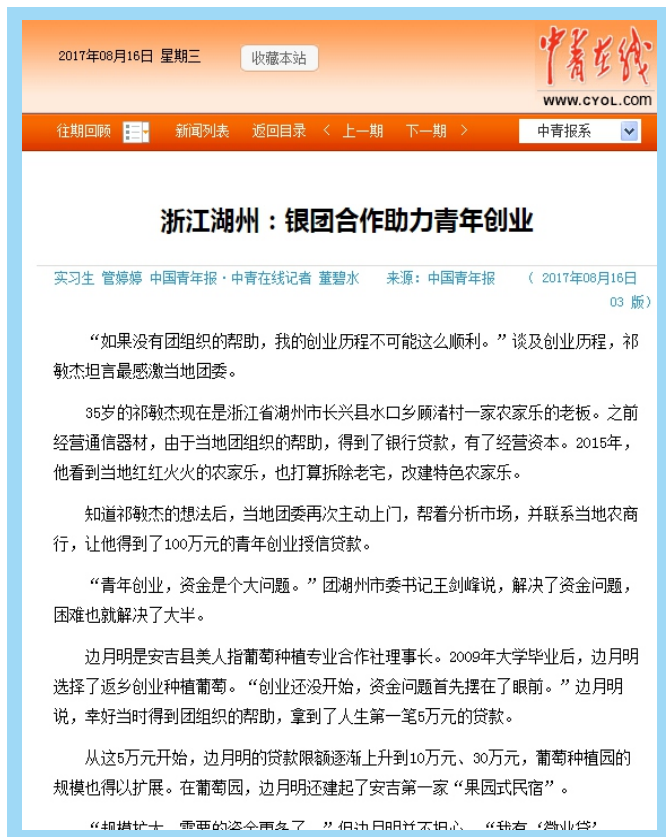 2017年08月16日 星期三
收藏本站
中青在线
www.cyol.com
往期回顾 新闻列表 返回目录 〈 上一期 下一期 〉
中青报系
浙江湖州：银团合作助力青年创业
实习生 管婷婷 中国青年报·中青在线记者 董碧水 来源：中国青年报 （ 2017年08月16日
03 版）
“如果没有团组织的帮助，我的创业历程不可能这么顺利。”谈及创业历程，祁
敏杰坦言最感激当地团委。
35岁的祁敏杰现在是浙江省湖州市长兴县水口乡顾渚村一家农家乐的老板。之前
经营通信器材，由于当地团组织的帮助，得到了银行贷款，有了经营资本。2015年，
他看到当地红红火火的农家乐，也打算拆除老宅，改建特色农家乐。
知道祁敏杰的想法后，当地团委再次主动上门，帮着分析市场，并联系当地农商
行，让他得到了100万元的青年创业授信贷款。
“青年创业，资金是个大问题。”团湖州市委书记王剑峰说，解决了资金问题，
困难也就解决了大半。
边月明是安吉县美人指葡萄种植专业合作社理事长。2009年大学毕业后，边月明
选择了返乡创业种植葡萄。“创业还没开始，资金问题首先摆在了眼前。”边月明
说，幸好当时得到团组织的帮助，拿到了人生第一笔5万元的贷款。
从这5万元开始，边月明的贷款限额逐渐上升到10万元、30万元，葡萄种植园的
规模也得以扩展。在葡萄园，边月明还建起了安吉第一家“果园式民宿”。
“规模扩大，需要的资金更多了。”但边月明并不担心，“我有‘微业贷’